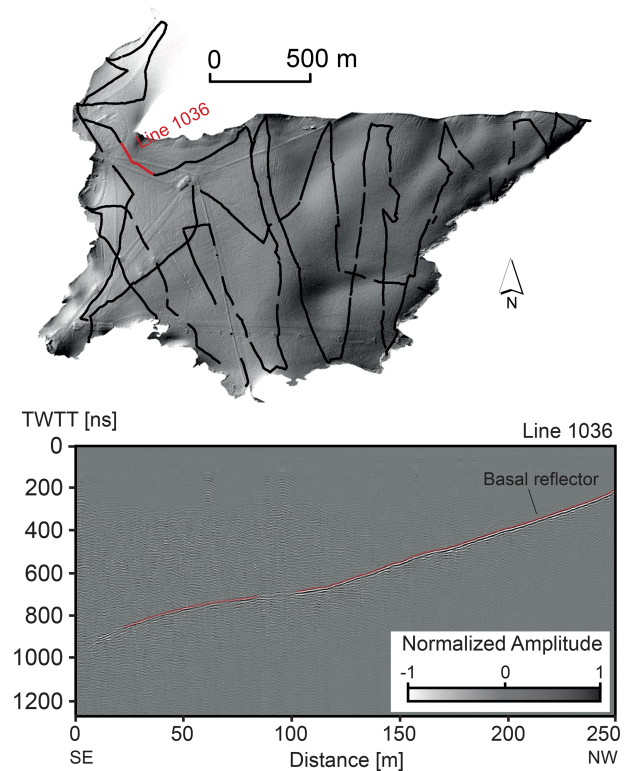 0 500 m
Line 1036
N
TWTT [ns]
Line 1036
0
200
400
600
800
1000
1200
Basal reflector
Normalized Amplitude
-1 0 1
0 50 100 150 200 250
SE Distance [m] NW